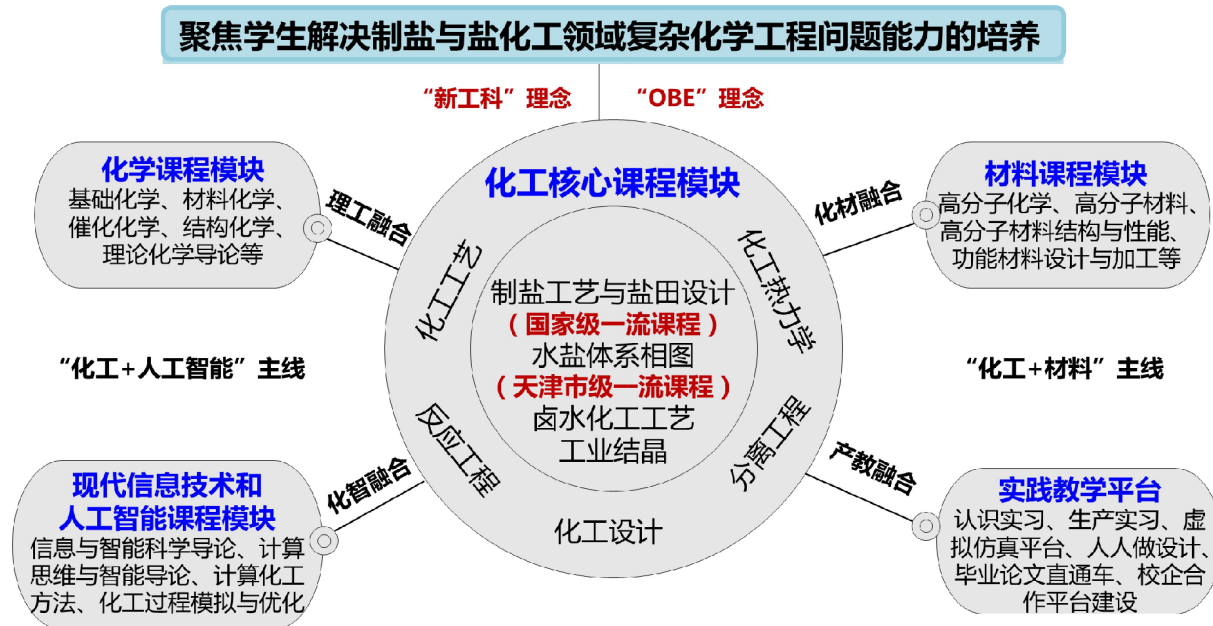 聚焦学生解决制盐与盐化工领域复杂化学工程问题能力的培养
“新工科”理念
“OBE”理念
化学课程模块
基础化学、材料化学、
催化化学、结构化学、
理论化学导论等
理工融合
化工核心课程模块
化材融合
材料课程模块
高分子化学、高分子材料、
高分子材料结构与性能、
功能材料设计与加工等
化工工艺
化工热力学
制盐工艺与盐田设计
(国家级一流课程)
水盐体系相图
(天津市级一流课程)
卤水化工工艺
工业结晶
“化工+人工智能”主线
“化工+材料”主线
反应工程
分离工程
化工设计
现代信息技术和
人工智能课程模块
信息与智能科学导论、计算
思维与智能导论、计算化工
方法、化工过程模拟与优化
化智融合
产教融合
实践教学平台
认识实习、生产实习、虚
拟仿真平台、人人做设计、
毕业论文直通车、校企合
作平台建设